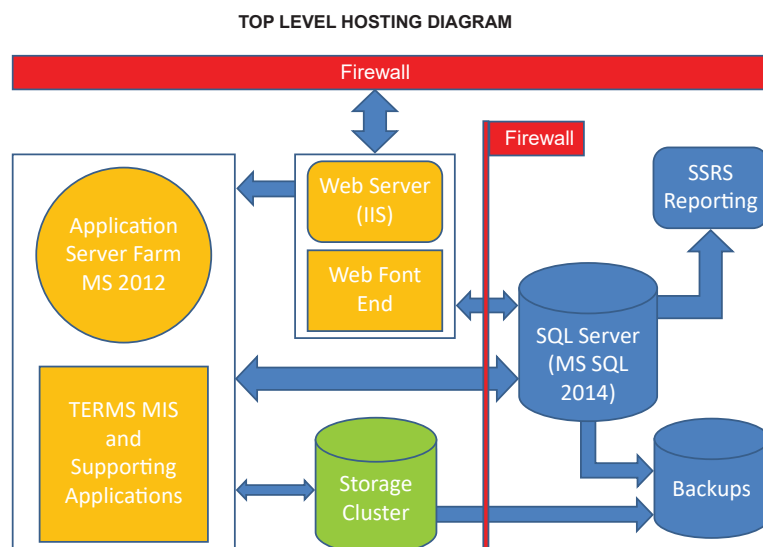 TOP LEVEL HOSTING DIAGRAM
Firewall
Firewall
Web Server
(IIS)
SSRS
Reporting
Application
Server Farm
MS 2012
Web Font
End
SQL Server
(MS SQL
2014)
TERMS MIS
and
Supporting
Applications
Storage
Cluster
Backups